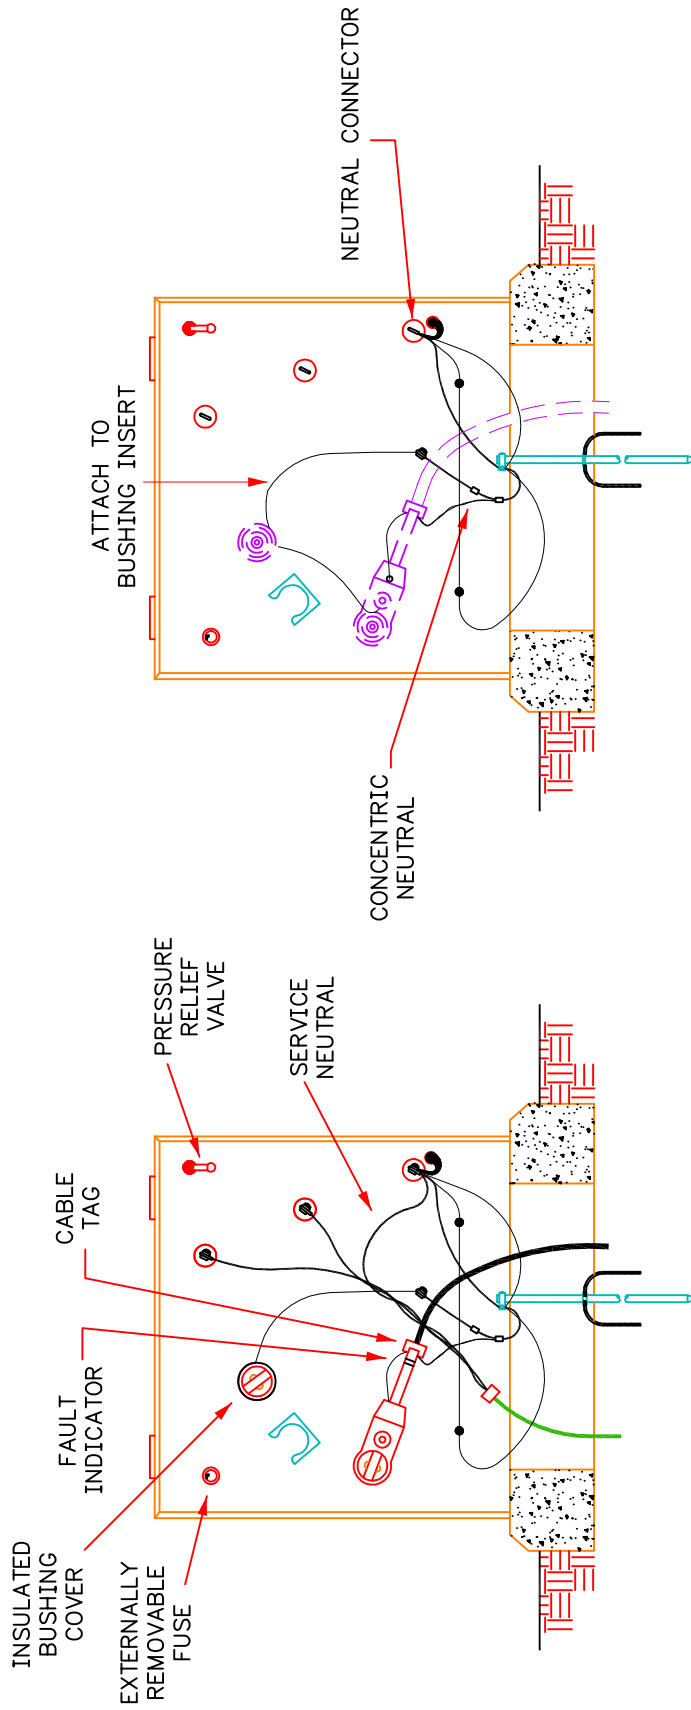 INSULATED
BUSHING
COVER
EXTERNALLY
REMOVABLE
FUSE
FAULT
INDICATOR
CABLE
TAG
PRESSURE
RELIEF
VALVE
SERVICE
NEUTRAL
CONCENTRIC
NEUTRAL
ATTACH TO
BUSHING INSERT
NEUTRAL CONNECTOR